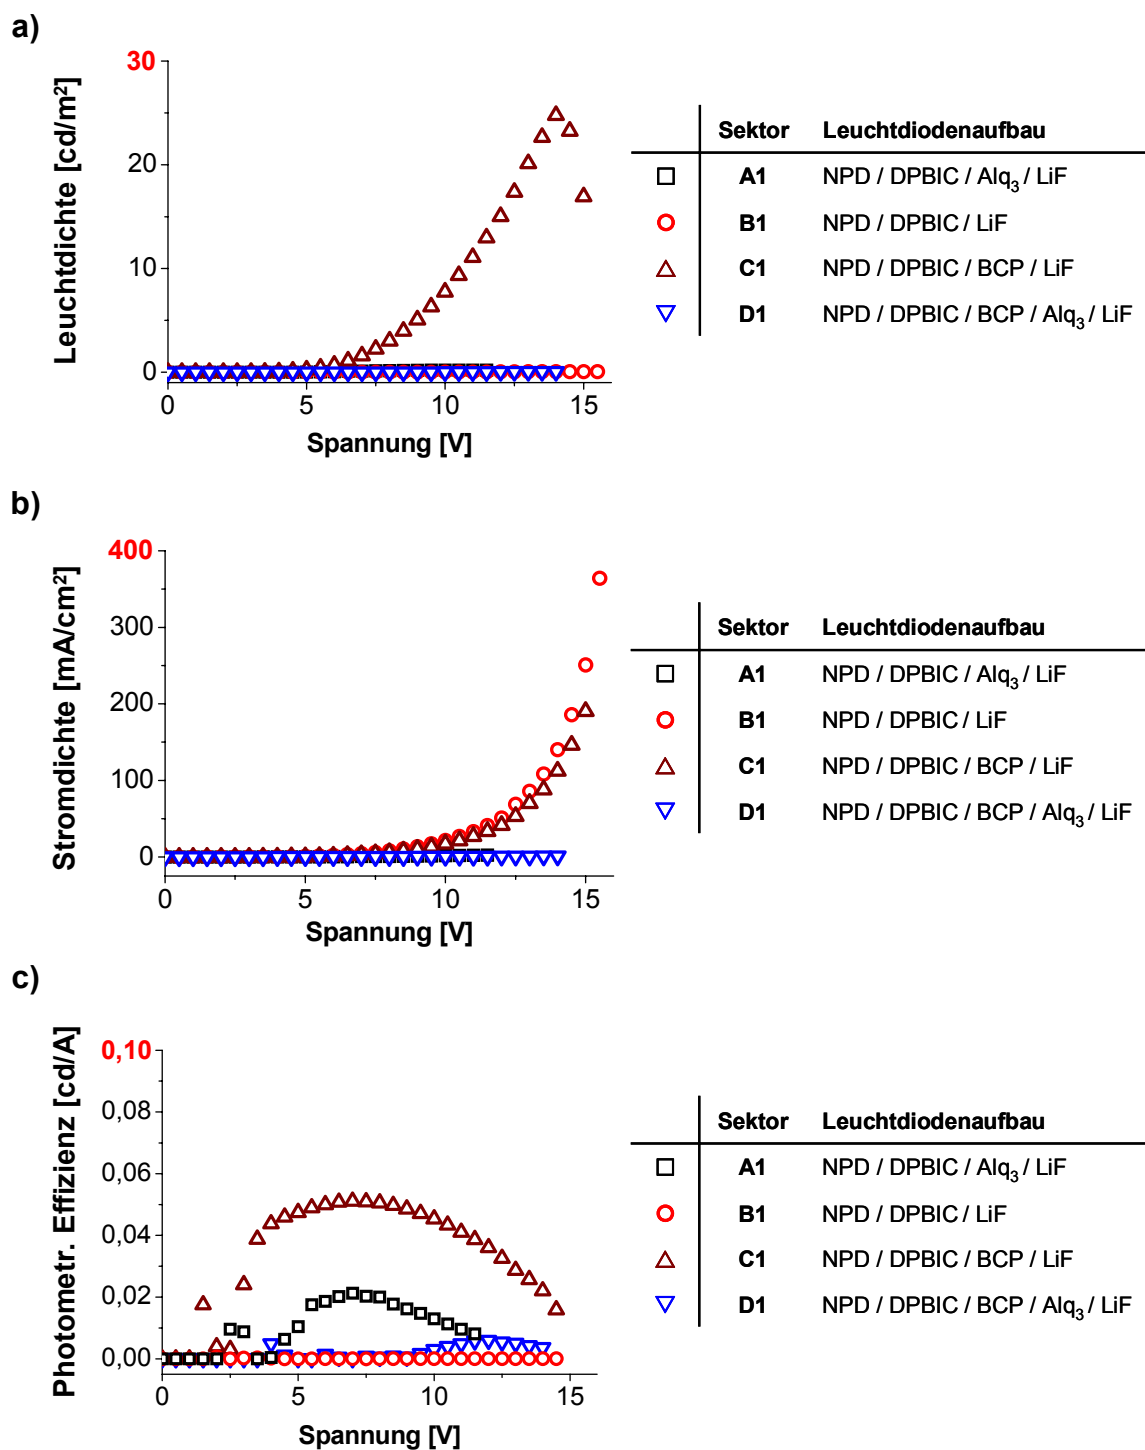 a)
Leuchtdichte [cd/m²]
30
20
10
0
0 5 10 15
Spannung [V]
Sektor Leuchtdiodenaufbau
A1 NPD / DPBIC / Alq₃ / LiF
B1 NPD / DPBIC / LiF
C1 NPD / DPBIC / BCP / LiF
D1 NPD / DPBIC / BCP / Alq₃ / LiF
b)
Stromdichte [mA/cm²]
400
300
200
100
0
0 5 10 15
Spannung [V]
Sektor Leuchtdiodenaufbau
A1 NPD / DPBIC / Alq₃ / LiF
B1 NPD / DPBIC / LiF
C1 NPD / DPBIC / BCP / LiF
D1 NPD / DPBIC / BCP / Alq₃ / LiF
c)
Photometr. Effizienz [cd/A]
0,10
0,08
0,06
0,04
0,02
0,00
0 5 10 15
Spannung [V]
Sektor Leuchtdiodenaufbau
A1 NPD / DPBIC / Alq₃ / LiF
B1 NPD / DPBIC / LiF
C1 NPD / DPBIC / BCP / LiF
D1 NPD / DPBIC / BCP / Alq₃ / LiF